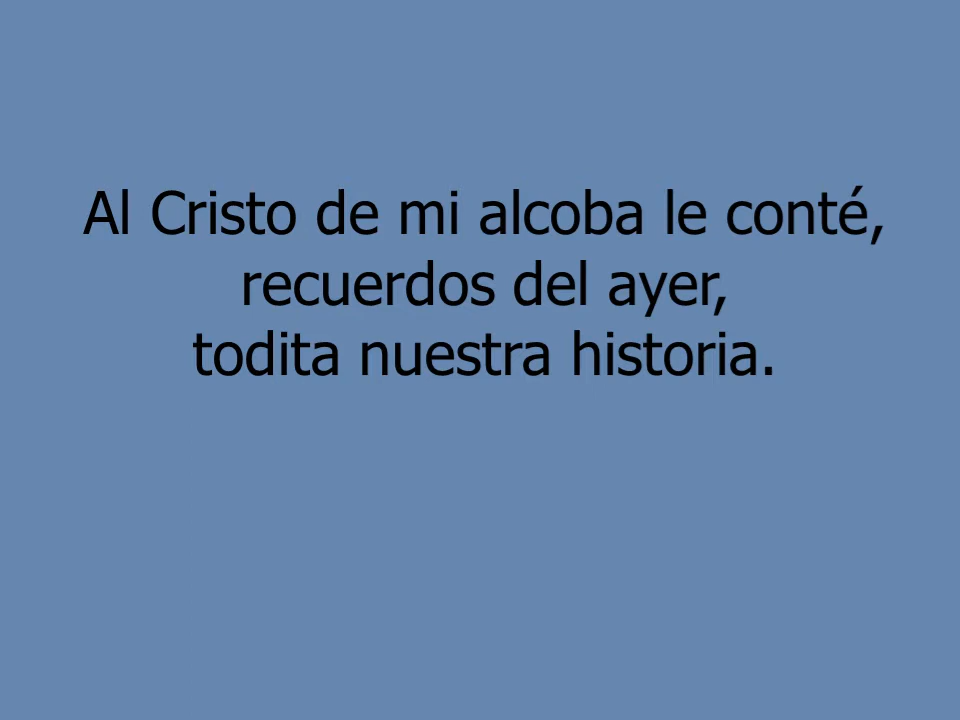 Al Cristo de mi alcoba le conté,
recuerdos del ayer,
todita nuestra historia.